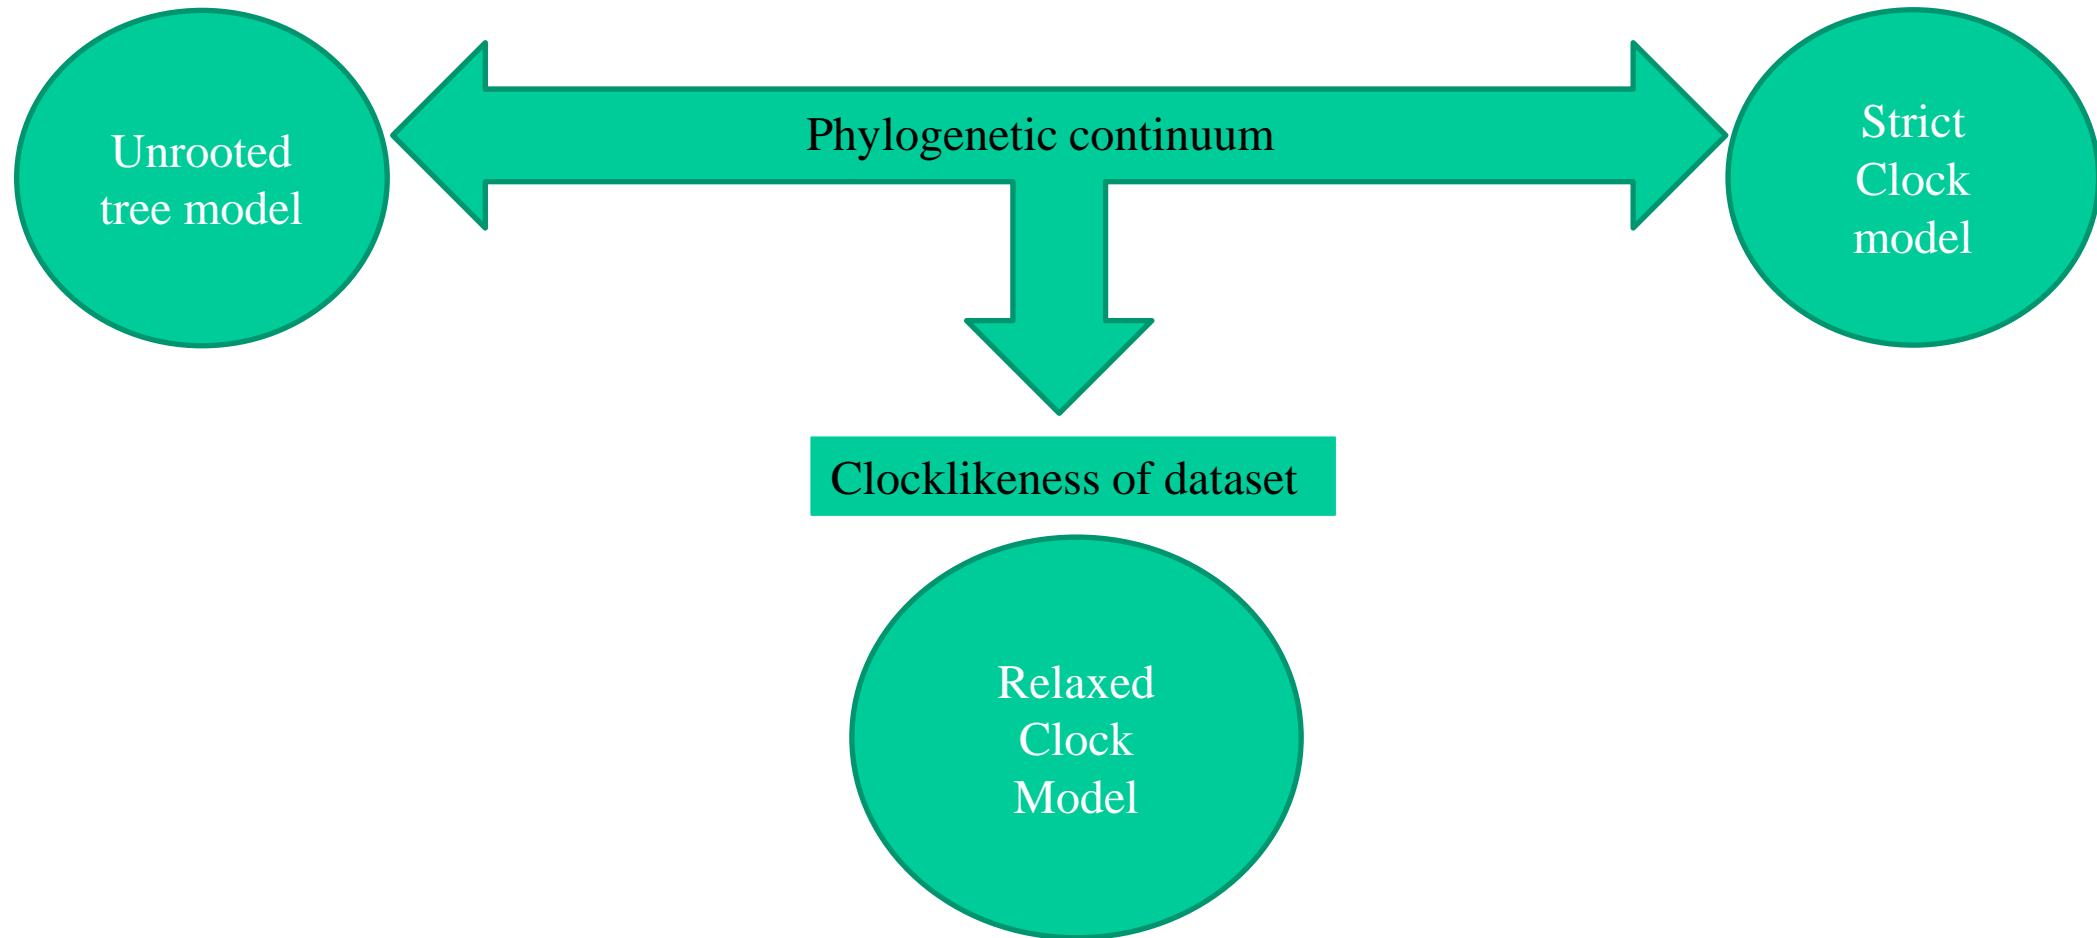 Unrooted
tree model
Phylogenetic continuum
Strict
Clock
model
Clocklikeness of dataset
Relaxed
Clock
Model